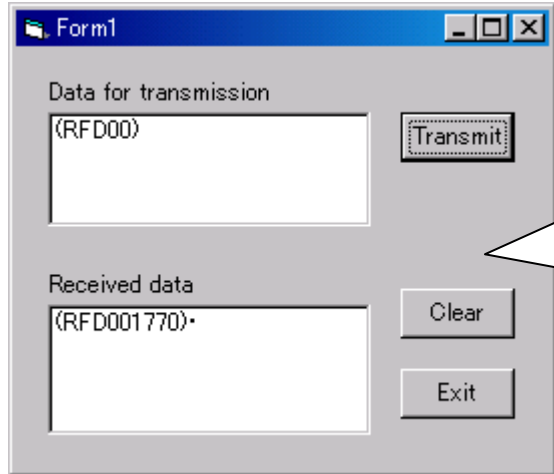 Form1
Data for transmission
(RFD00)
Transmit
Received data
(RFD001770)·
Clear
Exit